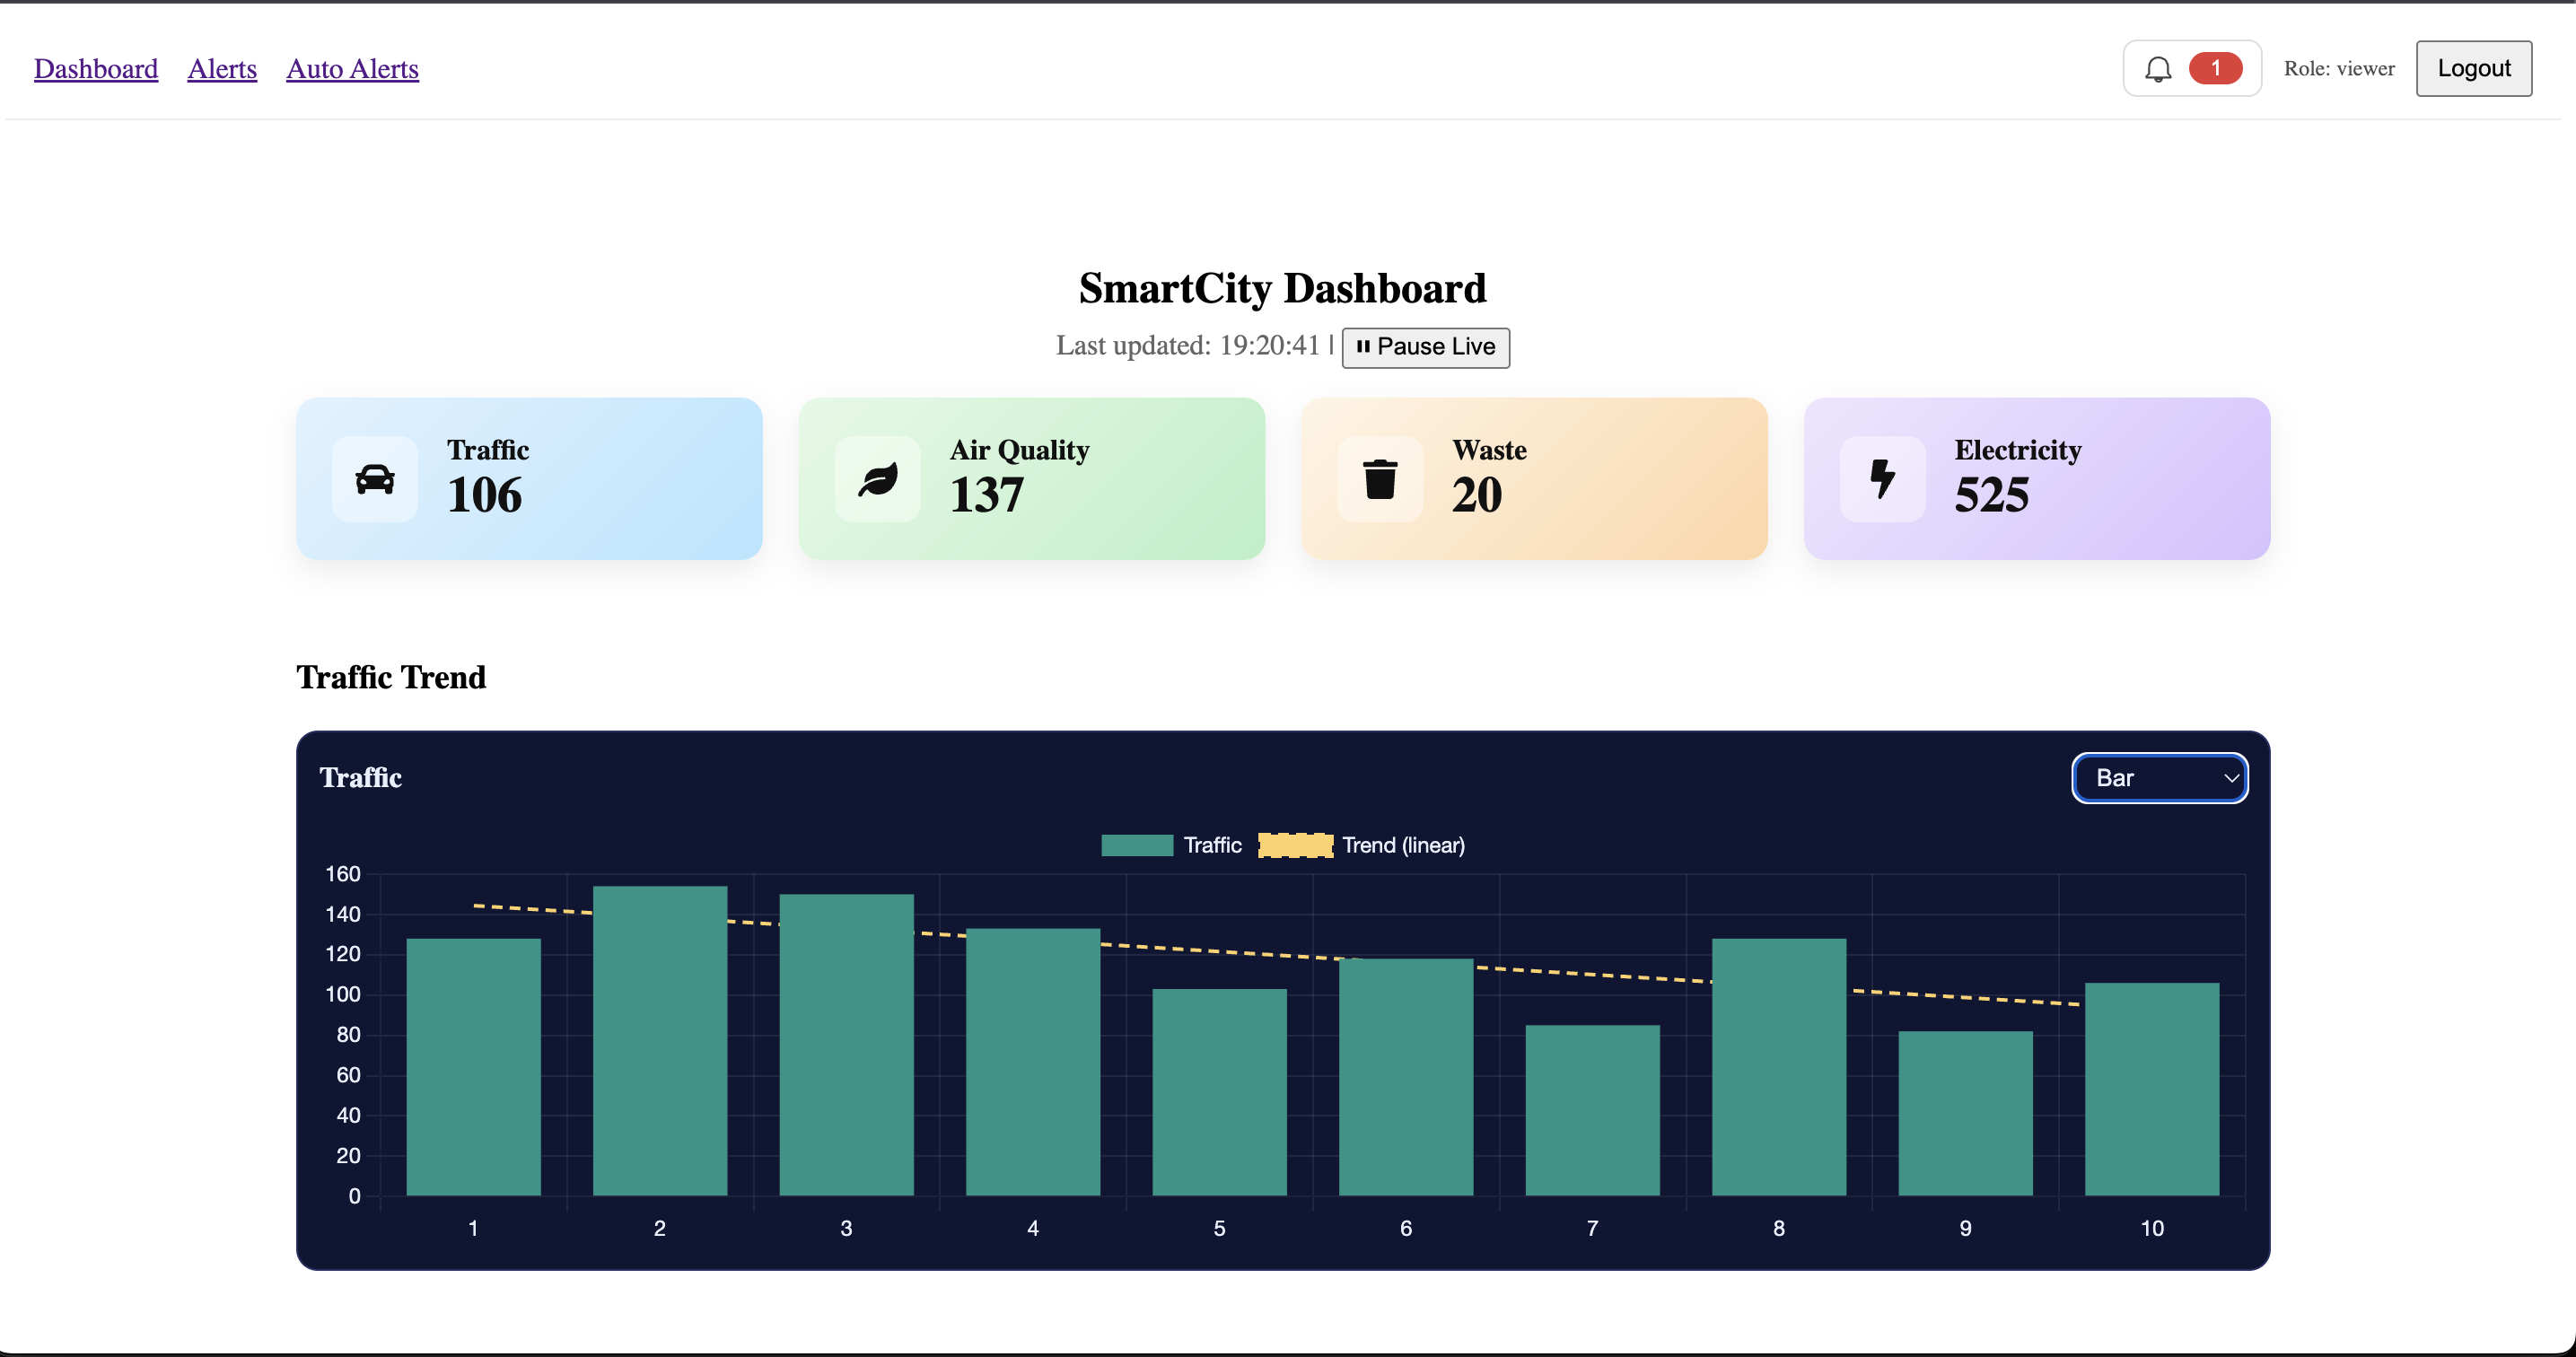 Dashboard Alerts Auto Alerts 1 Role: viewer Logout
SmartCity Dashboard
Last updated: 19:20:41 | Pause Live
Traffic
106
Air Quality
137
Waste
20
Electricity
525
Traffic Trend
Traffic
Bar
Traffic Trend (linear)
160
140
120
100
80
60
40
20
0
1 2 3 4 5 6 7 8 9 10